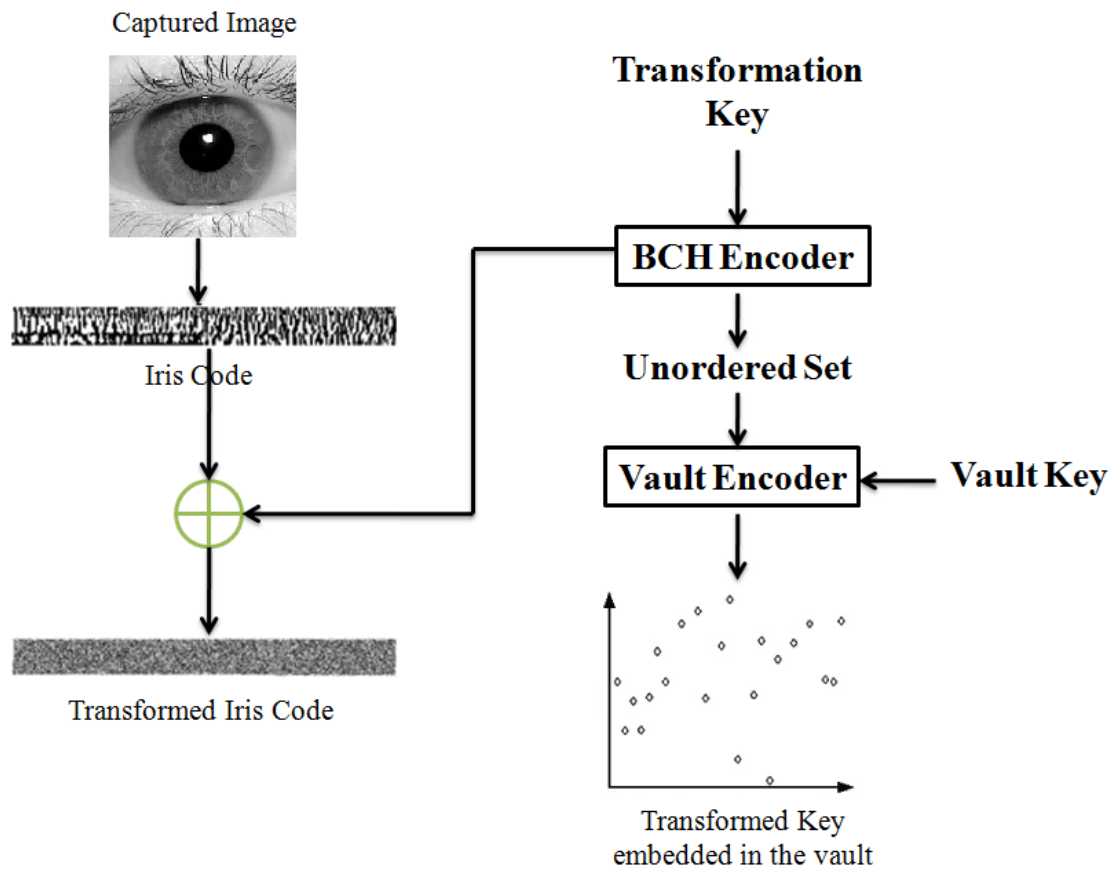 Captured Image
Iris Code
Transformed Iris Code
Transformation
Key
BCH Encoder
Unordered Set
Vault Encoder
Vault Key
Transformed Key
embedded in the vault